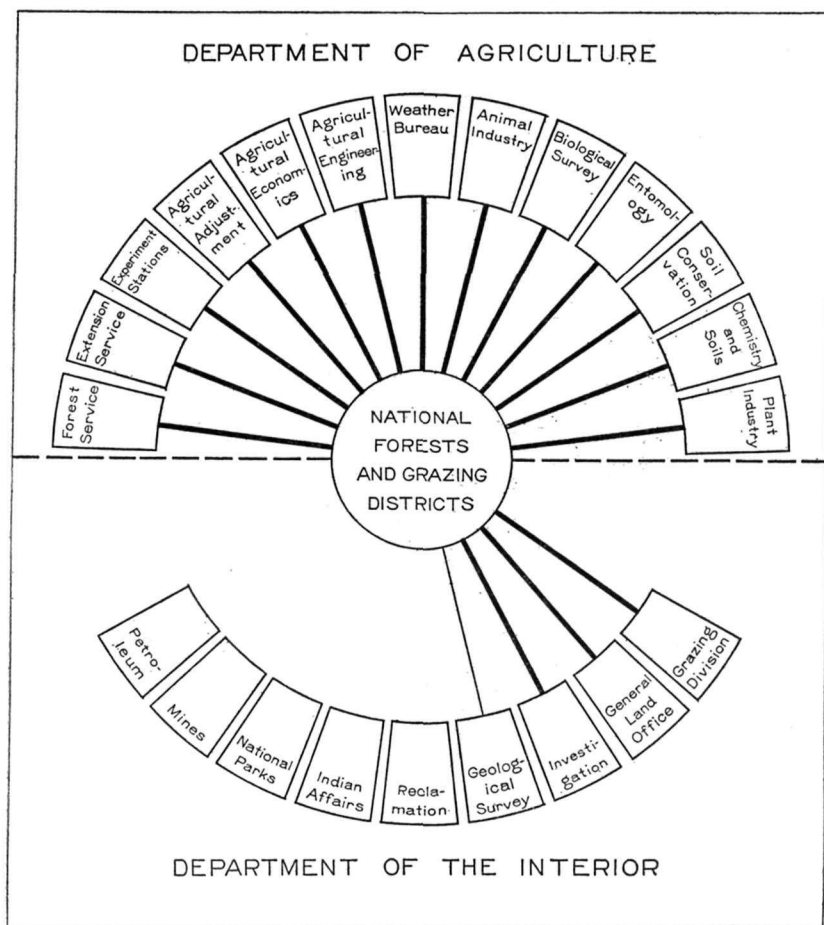 DEPARTMENT OF AGRICULTURE
Forest
Service
Extension
Service
Experiment
Stations
Agricul-
tural
Adjust-
ment
Agricul-
tural
Econom-
ics
Agricul-
tural
Engineer-
ing
Weather
Bureau
Animal
Industry
Biological
Survey
Entomol-
ogy
Soil
Conser-
vation
Chemistry
and
Soils
Plant
Industry
NATIONAL
FORESTS
AND GRAZING
DISTRICTS
Petro-
leum
Mines
National
Parks
Indian
Affairs
Recla-
mation
Geolog-
ical
Survey
Investi-
gation
General
Land
Office
Grazing
Division
DEPARTMENT OF THE INTERIOR